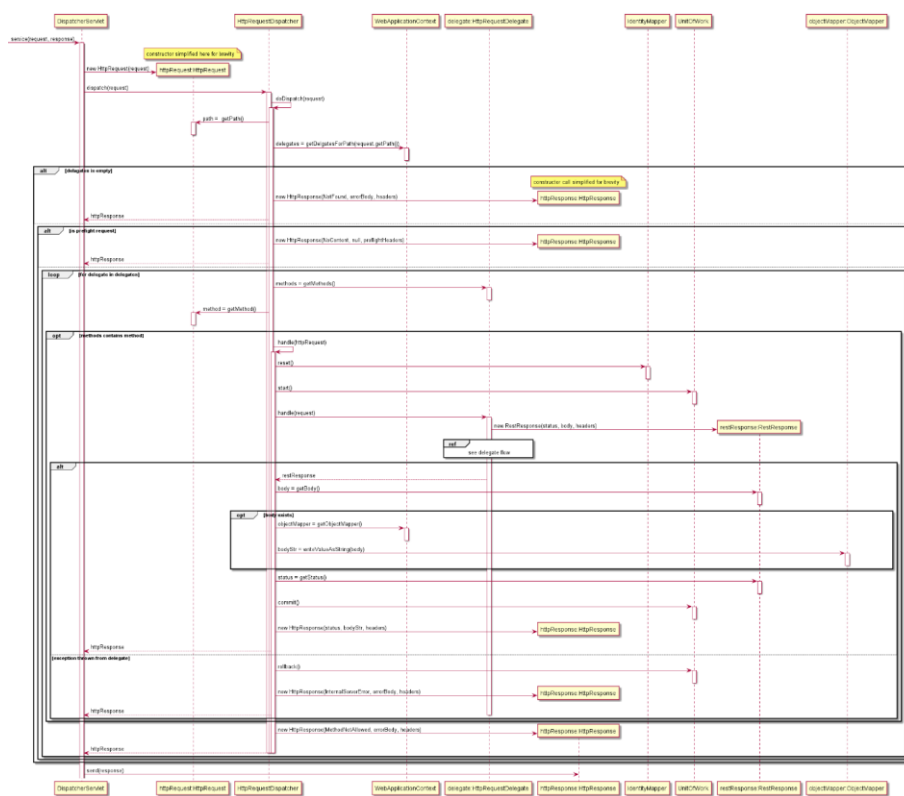 DispatcherServlet HttpRequestDispatcher WebApplicationContext delegate:HttpRequestDelegate IdentityMapper UnitOfWork objectMapper:ObjectMapper
service(request, response)
constructor simplified here for brevity
new HttpRequest(request)
httpRequest:HttpRequest
dispatch(request)
doDispatch(request)
path = getPath()
delegates = getDelgatesForPath(request.getPath())
alt [delegates is empty]
constructor call simplified for brevity
new HttpResponse(NotFound, errorBody, headers)
httpResponse:HttpResponse
httpResponse
alt [is preflight request]
new HttpResponse(NoContent, null, preflightHeaders)
httpResponse:HttpResponse
httpResponse
loop [for delegate in delegates]
methods = getMethods()
method = getMethod()
opt [methods contains method]
handle(httpRequest)
reset()
start()
handle(request)
new RestResponse(status, body, headers)
restResponse:RestResponse
ref
see delegate flow
alt
restResponse
body = getBody()
opt [body exists]
objectMapper = getObjectMapper()
bodyStr = writeValueAsString(body)
status = getStatus()
commit()
new HttpResponse(status, bodyStr, headers)
httpResponse:HttpResponse
httpResponse
[exception thrown from delegate]
rollback()
new HttpResponse(InternalServerError, errorBody, headers)
httpResponse:HttpResponse
httpResponse
new HttpResponse(MethodNotAllowed, errorBody, headers)
httpResponse:HttpResponse
httpResponse
send(response)
DispatcherServlet httpRequest:HttpRequest HttpRequestDispatcher WebApplicationContext delegate:HttpRequestDelegate httpResponse:HttpResponse IdentityMapper UnitOfWork restResponse:RestResponse objectMapper:ObjectMapper